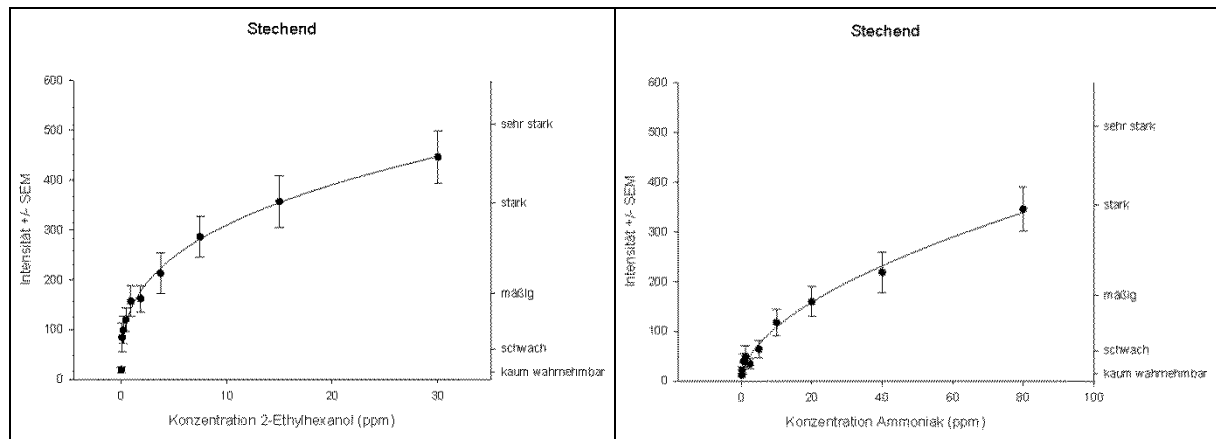 Stechend
600
500
400
300
200
100
0
Intensität +/- SEM
sehr stark
stark
mäßig
schwach
kaum wahrnehmbar
0
10
20
30
Konzentration 2-Ethylhexanol (ppm)
Stechend
600
500
400
300
200
100
0
Intensität +/- SEM
sehr stark
stark
mäßig
schwach
kaum wahrnehmbar
0
20
40
60
80
100
Konzentration Ammoniak (ppm)